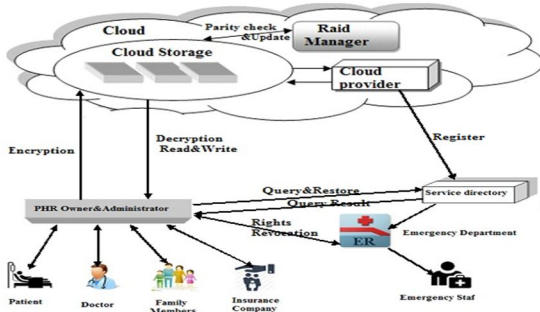 Cloud
Parity check
&Update
Raid
Manager
Cloud Storage
Cloud
provider
Encryption
Decryption
Read&Write
Register
Query&Restore
Service directory
PHR Owner&Administrator
Query Result
Rights
Revocation
ER
Emergency Department
Patient
Doctor
Family
Members
Insurance
Company
Emergency Staf